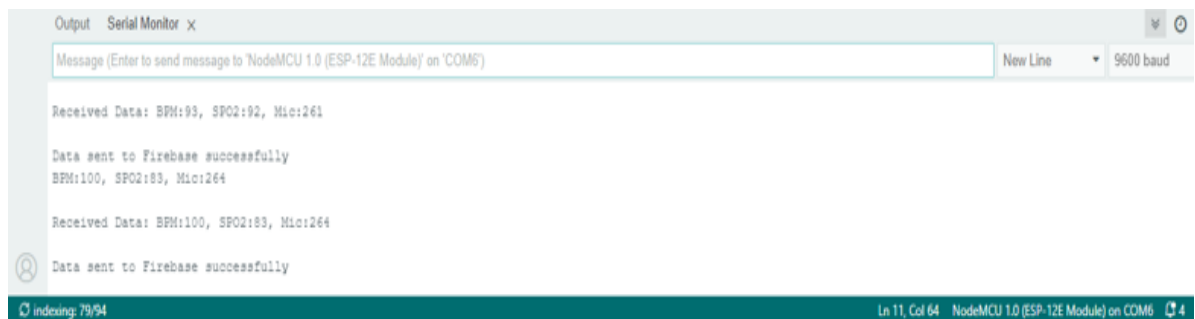 Output Serial Monitor x
Message (Enter to send message to 'NodeMCU 1.0 (ESP-12E Module)' on 'COM6') New Line 9600 baud
Received Data: BPM:93, SPO2:92, Mic:261
Data sent to Firebase successfully
BPM:100, SPO2:83, Mic:264
Received Data: BPM:100, SPO2:83, Mic:264
Data sent to Firebase successfully
indexing: 79/94 Ln 11, Col 64 NodeMCU 1.0 (ESP-12E Module) on COM6 4